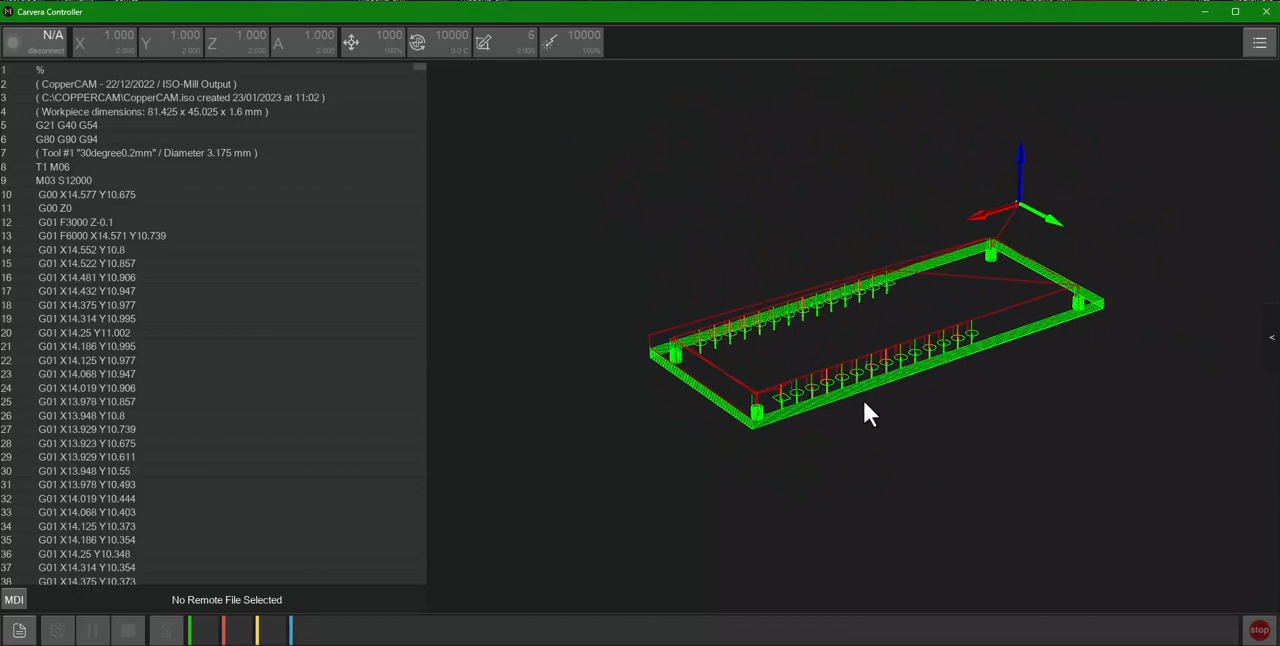 Carvera Controller
N/A
disconnect
X 1.000
2.000
Y 1.000
2.000
Z 1.000
2.000
A 1.000
2.000
1000
100%
10000
0.0 C
6
0.000
10000
100%
1 %
2 ( CopperCAM - 22/12/2022 / ISO-Mill Output )
3 ( C:\COPPERCAM\CopperCAM.iso created 23/01/2023 at 11:02 )
4 ( Workpiece dimensions: 81.425 x 45.025 x 1.6 mm )
5 G21 G40 G54
6 G80 G90 G94
7 ( Tool #1 "30degree0.2mm" / Diameter 3.175 mm )
8 T1 M06
9 M03 S12000
10 G00 X14.577 Y10.675
11 G00 Z0
12 G01 F3000 Z-0.1
13 G01 F6000 X14.571 Y10.739
14 G01 X14.552 Y10.8
15 G01 X14.522 Y10.857
16 G01 X14.481 Y10.906
17 G01 X14.432 Y10.947
18 G01 X14.375 Y10.977
19 G01 X14.314 Y10.995
20 G01 X14.25 Y11.002
21 G01 X14.186 Y10.995
22 G01 X14.125 Y10.977
23 G01 X14.068 Y10.947
24 G01 X14.019 Y10.906
25 G01 X13.978 Y10.857
26 G01 X13.948 Y10.8
27 G01 X13.929 Y10.739
28 G01 X13.923 Y10.675
29 G01 X13.929 Y10.611
30 G01 X13.948 Y10.55
31 G01 X13.978 Y10.493
32 G01 X14.019 Y10.444
33 G01 X14.068 Y10.403
34 G01 X14.125 Y10.373
35 G01 X14.186 Y10.354
36 G01 X14.25 Y10.348
37 G01 X14.314 Y10.354
38 G01 X14.375 Y10.373
<
MDI
No Remote File Selected
stop